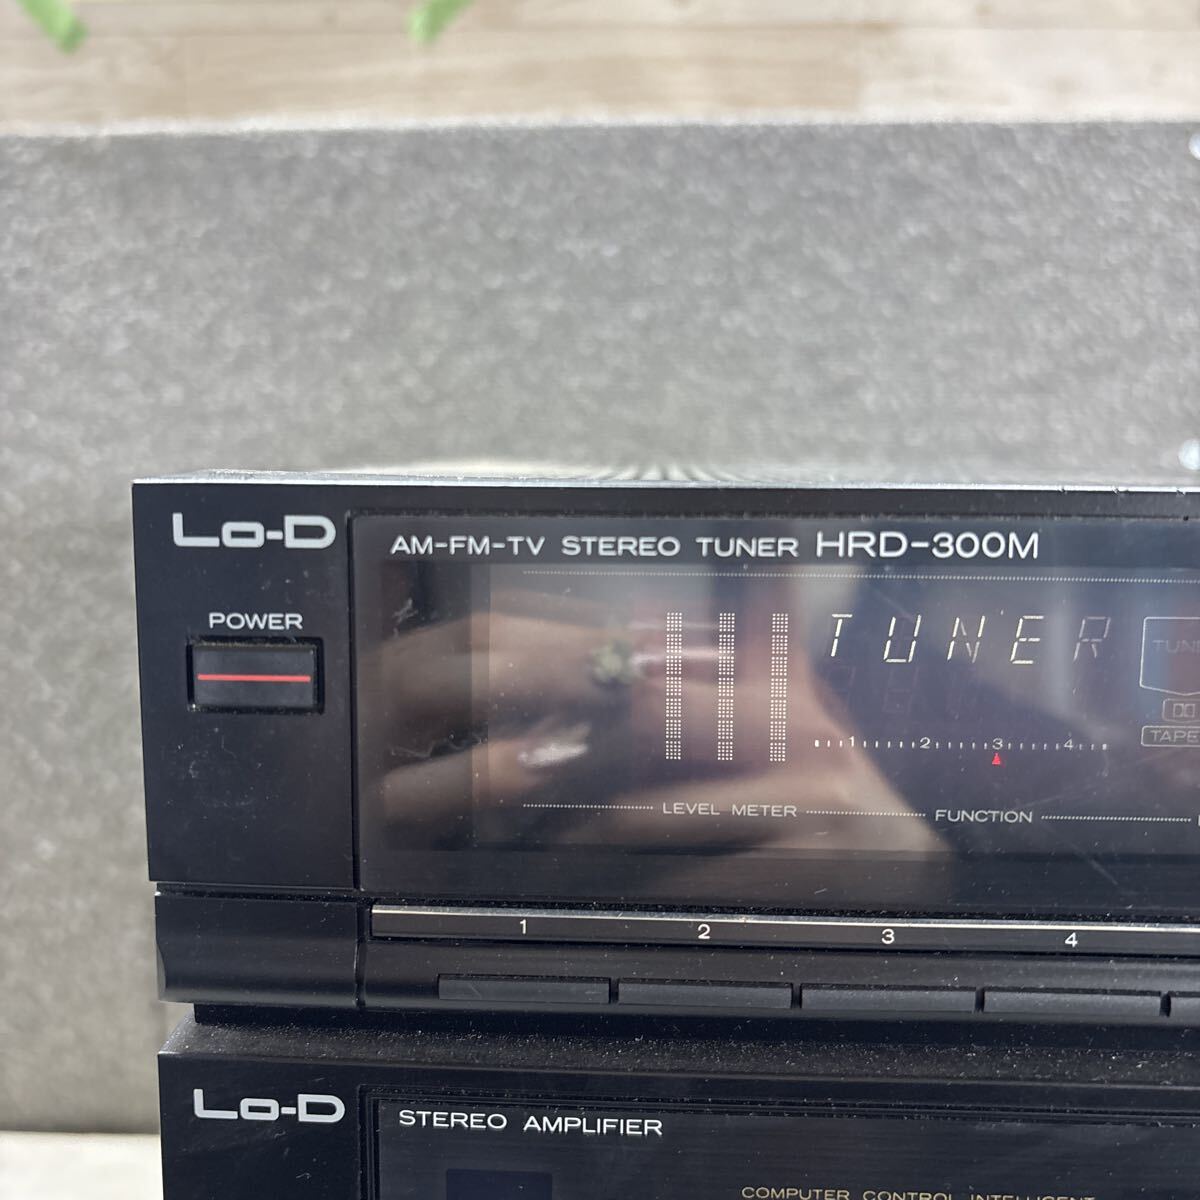 Lo-D
AM-FM-TV STEREO TUNER HRD-300M
POWER
TUNER
1 2 3 4
TAPE
LEVEL METER FUNCTION
1 2 3 4
Lo-D
STEREO AMPLIFIER
COMPUTER CONTROL INTELLIGENT